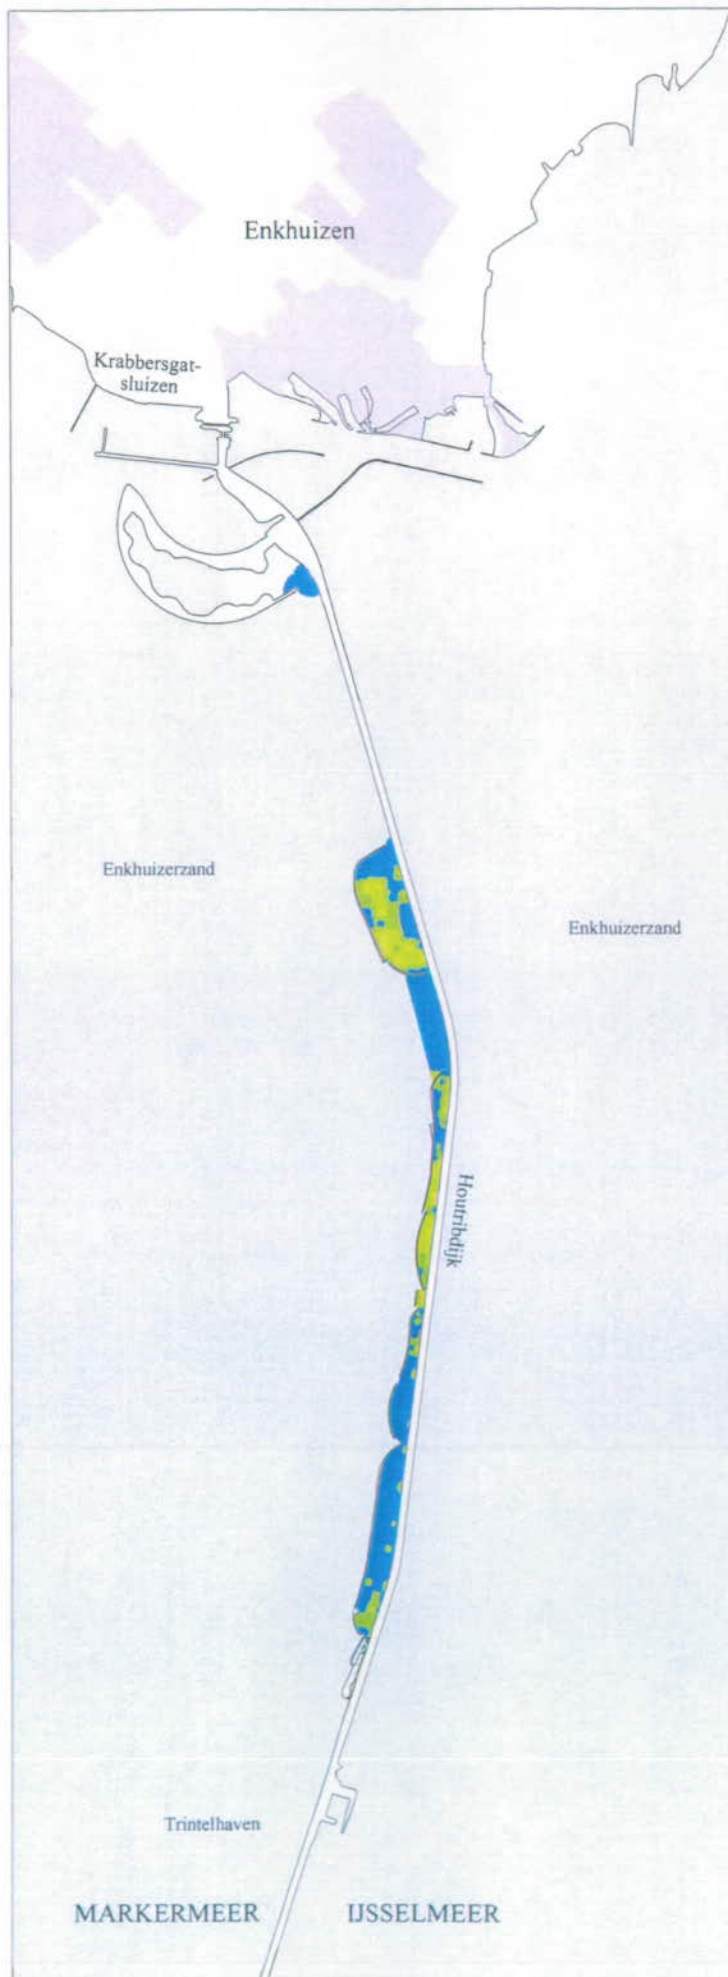 Enkhuizen
Krabbersgat-
sluizen
Enkhuizerzand
Enkhuizerzand
Houtribdijk
Trintelhaven
MARKERMEER
IJSSELMEER